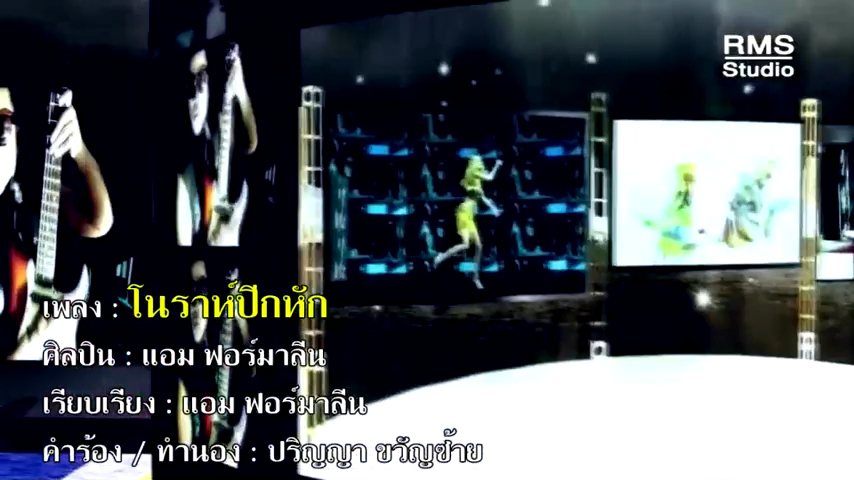 RMS
Studio
เพลง : โนราห์ปีกหัก
ศิลปิน : แอม ฟอร์มาลีน
เรียบเรียง : แอม ฟอร์มาลีน
คำร้อง / ทำนอง : ปริญญา ขวัญซ้าย